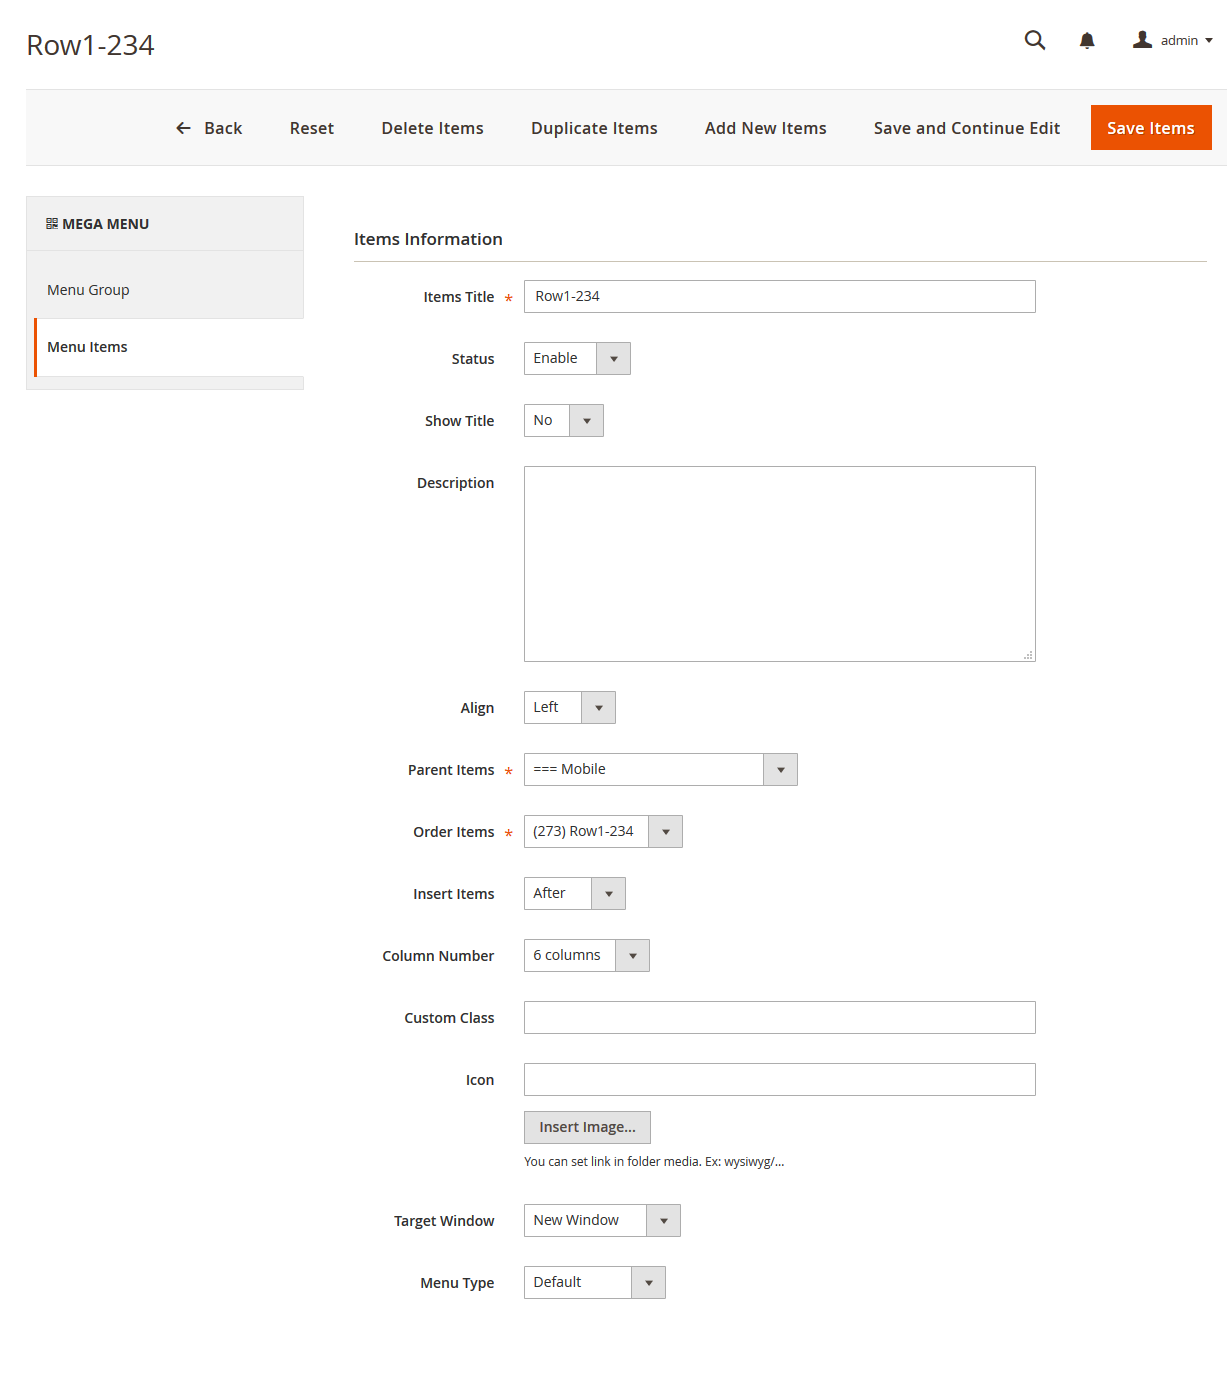 Row1-234
admin
Back
Reset
Delete Items
Duplicate Items
Add New Items
Save and Continue Edit
Save Items
MEGA MENU
Menu Group
Menu Items
Items Information
Items Title * Row1-234
Status Enable
Show Title No
Description
Align Left
Parent Items * === Mobile
Order Items * (273) Row1-234
Insert Items After
Column Number 6 columns
Custom Class
Icon
Insert Image...
You can set link in folder media. Ex: wysiwyg/...
Target Window New Window
Menu Type Default